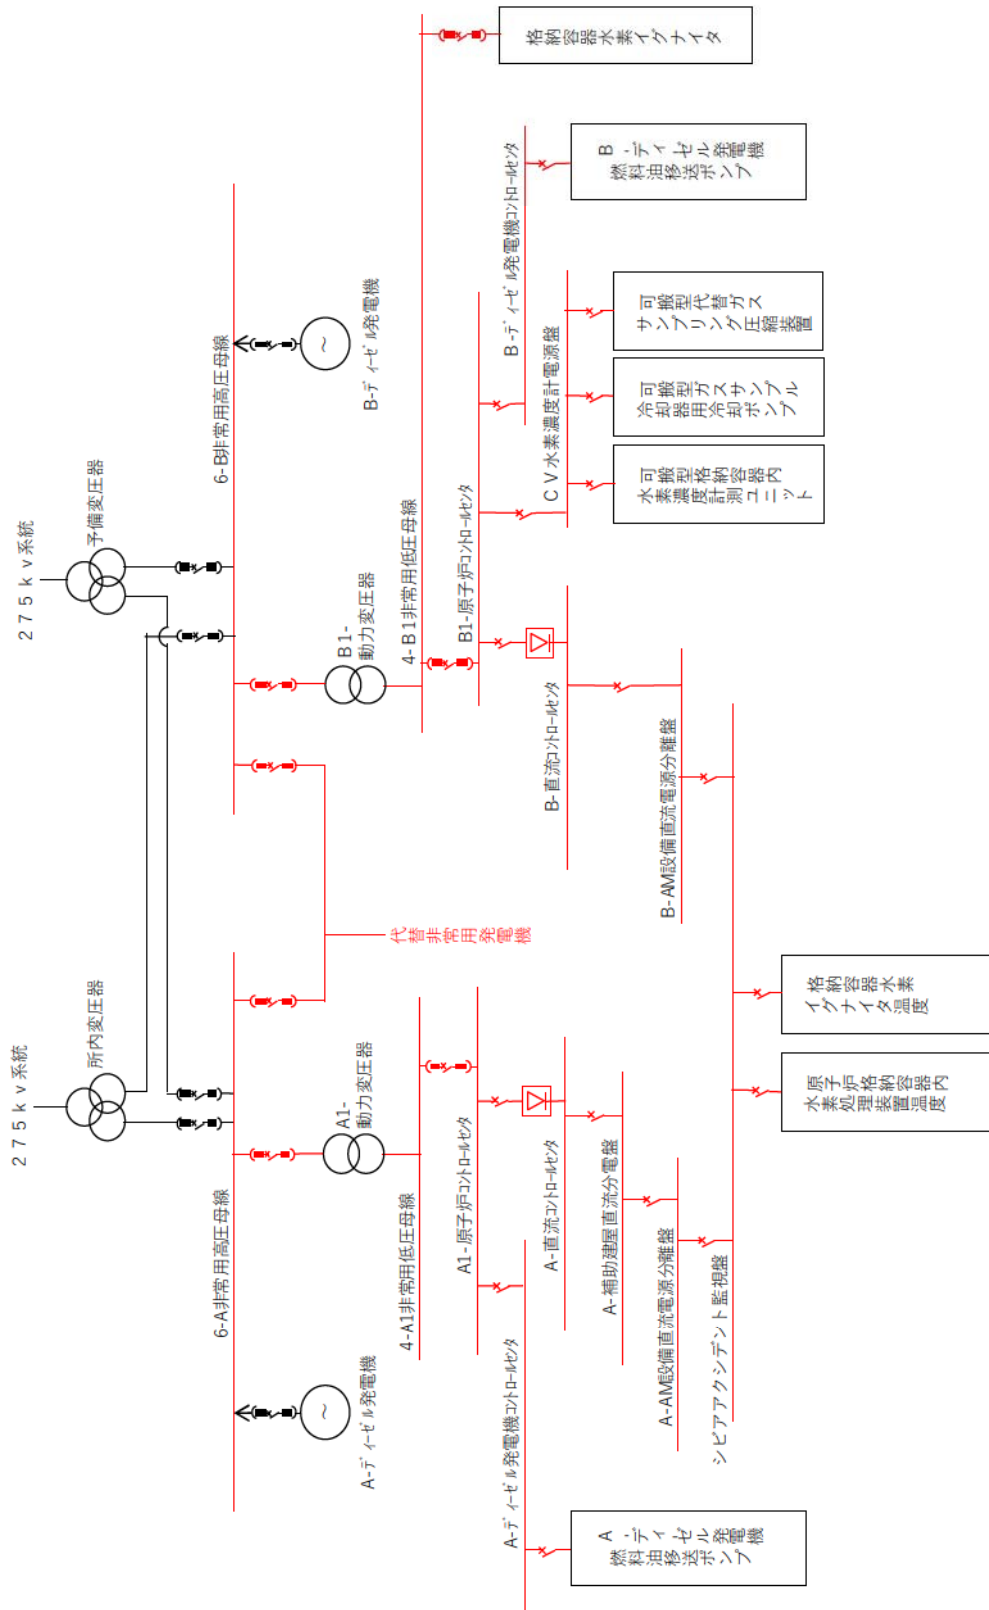 ２７５ｋｖ系統
所内変圧器
２７５ｋｖ系統
予備変圧器
6-A非常用高圧母線
6-B非常用高圧母線
A-ﾃﾞｨｰｾﾞﾙ発電機
A1-
動力変圧器
代替非常用発電機
B1-
動力変圧器
B-ﾃﾞｨｰｾﾞﾙ発電機
4-A1非常用低圧母線
4-B1非常用低圧母線
A1-原子炉ｺﾝﾄﾛｰﾙｾﾝﾀ
B1-原子炉ｺﾝﾄﾛｰﾙｾﾝﾀ
A-ﾃﾞｨｰｾﾞﾙ発電機ｺﾝﾄﾛｰﾙｾﾝﾀ
A-直流ｺﾝﾄﾛｰﾙｾﾝﾀ
B-直流ｺﾝﾄﾛｰﾙｾﾝﾀ
ＣＶ水素濃度計電源盤
B-ﾃﾞｨｰｾﾞﾙ発電機ｺﾝﾄﾛｰﾙｾﾝﾀ
格納容器水素イグナイタ
A-補助建屋直流分電盤
A-AM設備直流電源分離盤
B-AM設備直流電源分離盤
シビアアクシデント監視盤
Ａ-ディーゼル発電機
燃料油移送ポンプ
原子炉格納容器内
水素処理装置温度
格納容器水素
イグナイタ温度
可搬型格納容器内
水素濃度計測ユニット
可搬型ガスサンプル
冷却器用冷却ポンプ
可搬型代替ガス
サンプリング圧縮装置
Ｂ-ディーゼル発電機
燃料油移送ポンプ